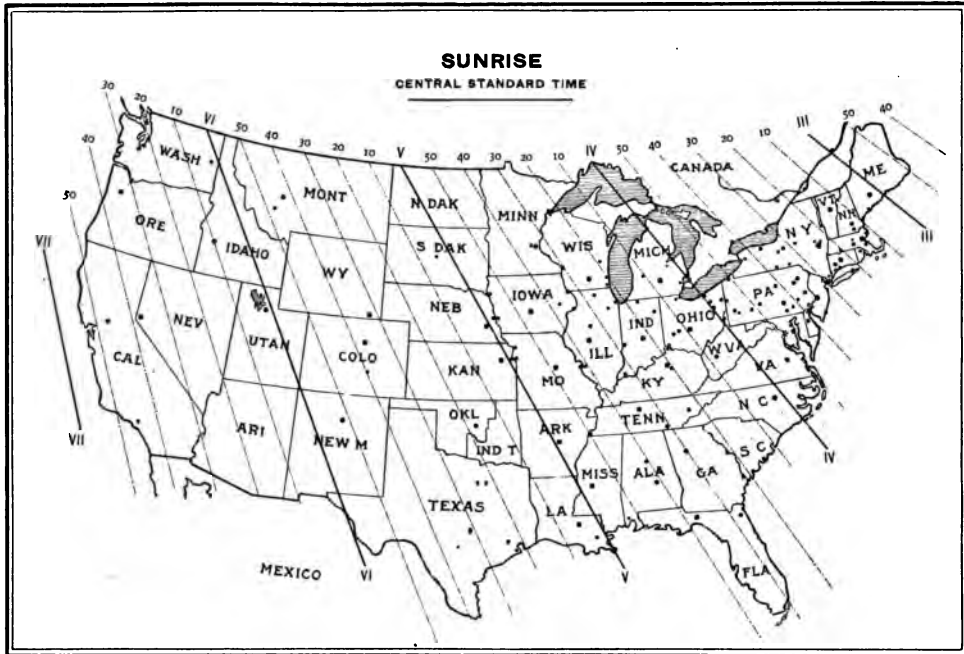 SUNRISE
CENTRAL STANDARD TIME
30 20 10 VI 50 40 30 20 10 V 50 40 30 20 10 IV 50 40 30 20 10 III 50 40
40
50
VII
WASH
MONT
N DAK
MINN
CANADA
ME
VT
NH
ORE
IDAHO
S DAK
WIS
MICH
N Y
III
WY
NEB
IOWA
PA
NEV
UTAH
COLO
KAN
ILL
IND
OHIO
W VA
VA
CAL
MO
KY
VII
ARI
NEW M
OKL
IND T
ARK
TENN
N C
S C
IV
MISS
ALA
GA
TEXAS
LA
MEXICO
VI
V
FLA